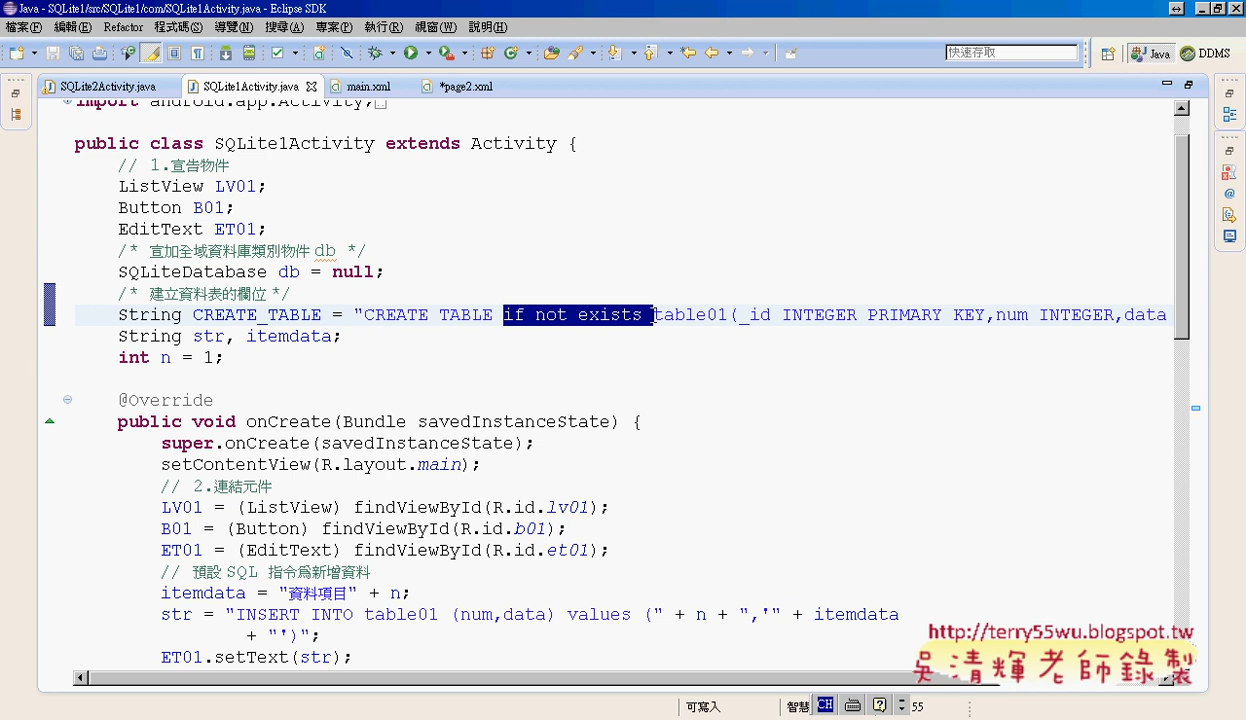 Java - SQLite1/src/SQLite1/com/SQLite1Activity.java - Eclipse SDK
檔案(F) 編輯(E) Refactor 程式碼(S) 導覽(N) 搜尋(A) 專案(P) 執行(R) 視窗(W) 說明(H)
快速存取 Java DDMS
SQLite2Activity.java SQLite1Activity.java main.xml *page2.xml
import android.app.Activity;
public class SQLite1Activity extends Activity {
// 1.宣告物件
ListView LV01;
Button B01;
EditText ET01;
/* 宣加全域資料庫類別物件 db */
SQLiteDatabase db = null;
/* 建立資料表的欄位 */
String CREATE_TABLE = "CREATE TABLE if not exists table01(_id INTEGER PRIMARY KEY,num INTEGER,data
String str, itemdata;
int n = 1;
@Override
public void onCreate(Bundle savedInstanceState) {
super.onCreate(savedInstanceState);
setContentView(R.layout.main);
// 2.連結元件
LV01 = (ListView) findViewById(R.id.lv01);
B01 = (Button) findViewById(R.id.b01);
ET01 = (EditText) findViewById(R.id.et01);
// 預設 SQL 指令爲新增資料
itemdata = "資料項目" + n;
str = "INSERT INTO table01 (num,data) values (" + n + ",'" + itemdata
+ "')";
ET01.setText(str);
http://terry55wu.blogspot.tw
吳清輝老師錄製
可寫入 智慧 CH 55